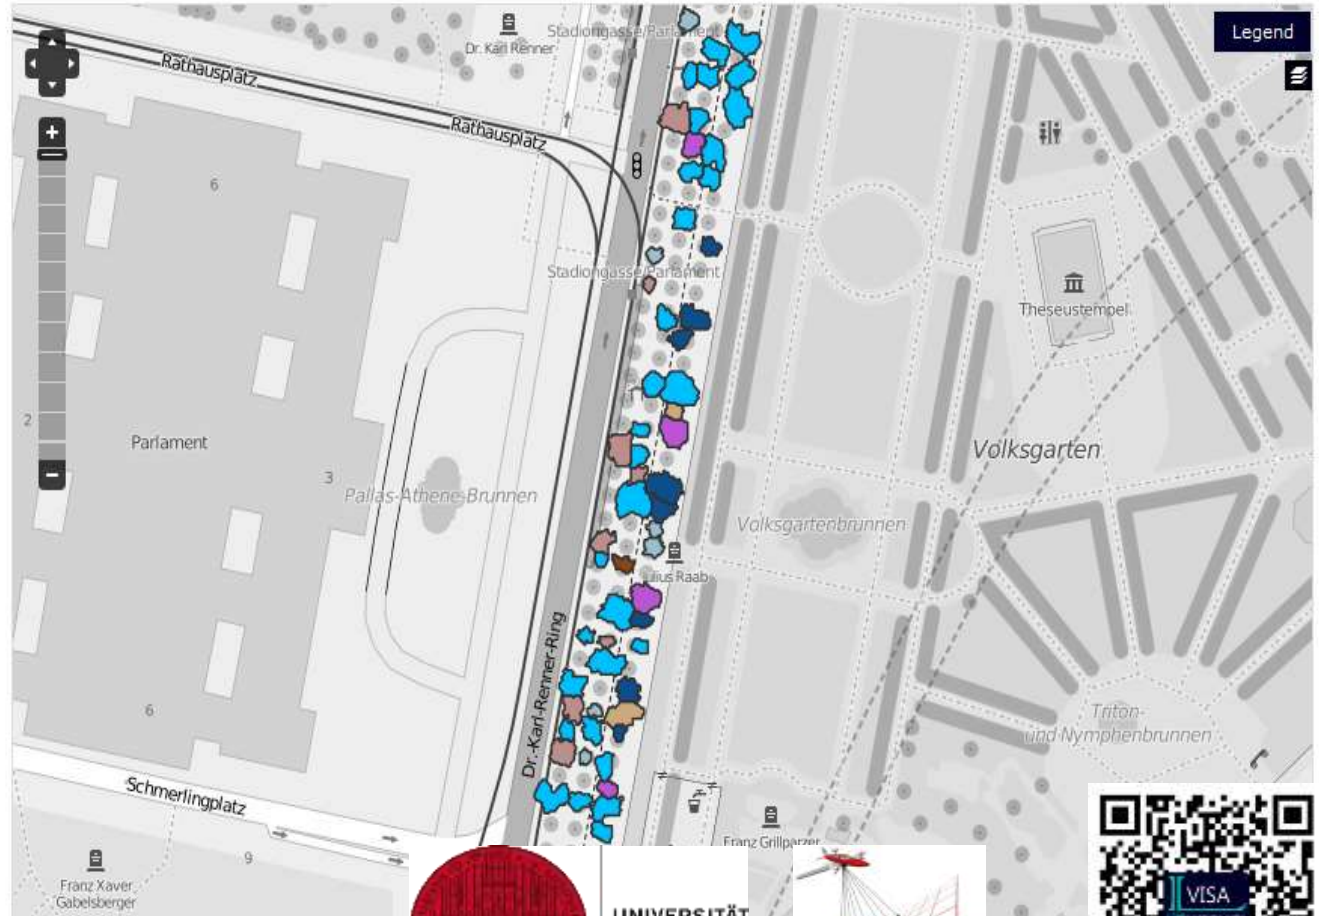 Legend
Stadiongasse/Parlament
Dr. Karl Renner
Rathausplatz
Rathausplatz
6
Stadiongasse/Parlament
Theseustempel
2
Parlament
3
Pallas-Athene-Brunnen
Volksgarten
Volksgartenbrunnen
Julius Raab
Dr.-Karl-Renner-Ring
6
Triton-
und Nymphenbrunnen
Schmerlingplatz
9
Franz Grillparzer
Franz Xaver
Gabelsberger
VISA
UNIVERSITÄT